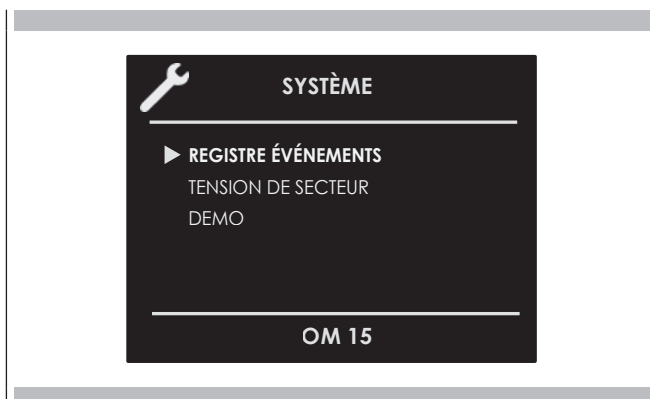 SYSTÈME
REGISTRE ÉVÉNEMENTS
TENSION DE SECTEUR
DEMO
OM 15